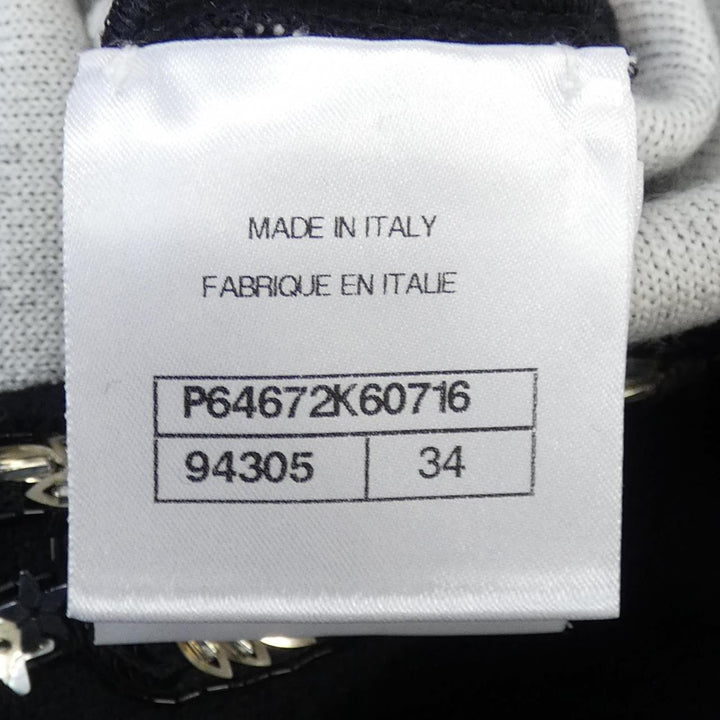 MADE IN ITALY
FABRIQUE EN ITALIE
P64672K60716
94305 34